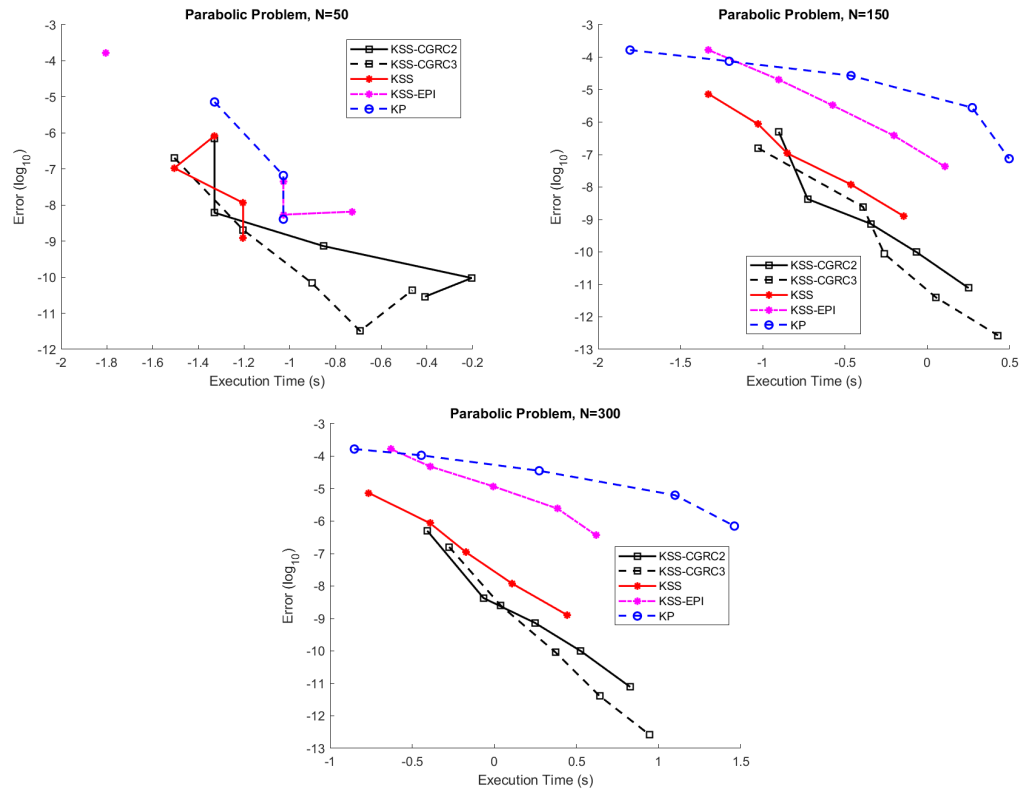 Parabolic Problem, N=50
-3
-4
-5
-6
-7
-8
-9
-10
-11
-12
Error (log10)
-2
-1.8
-1.6
-1.4
-1.2
-1
-0.8
-0.6
-0.4
-0.2
Execution Time (s)
KSS-CGRC2
KSS-CGRC3
KSS
KSS-EPI
KP
Parabolic Problem, N=150
-3
-4
-5
-6
-7
-8
-9
-10
-11
-12
-13
Error (log10)
-2
-1.5
-1
-0.5
0
0.5
Execution Time (s)
KSS-CGRC2
KSS-CGRC3
KSS
KSS-EPI
KP
Parabolic Problem, N=300
-3
-4
-5
-6
-7
-8
-9
-10
-11
-12
-13
Error (log10)
-1
-0.5
0
0.5
1
1.5
Execution Time (s)
KSS-CGRC2
KSS-CGRC3
KSS
KSS-EPI
KP